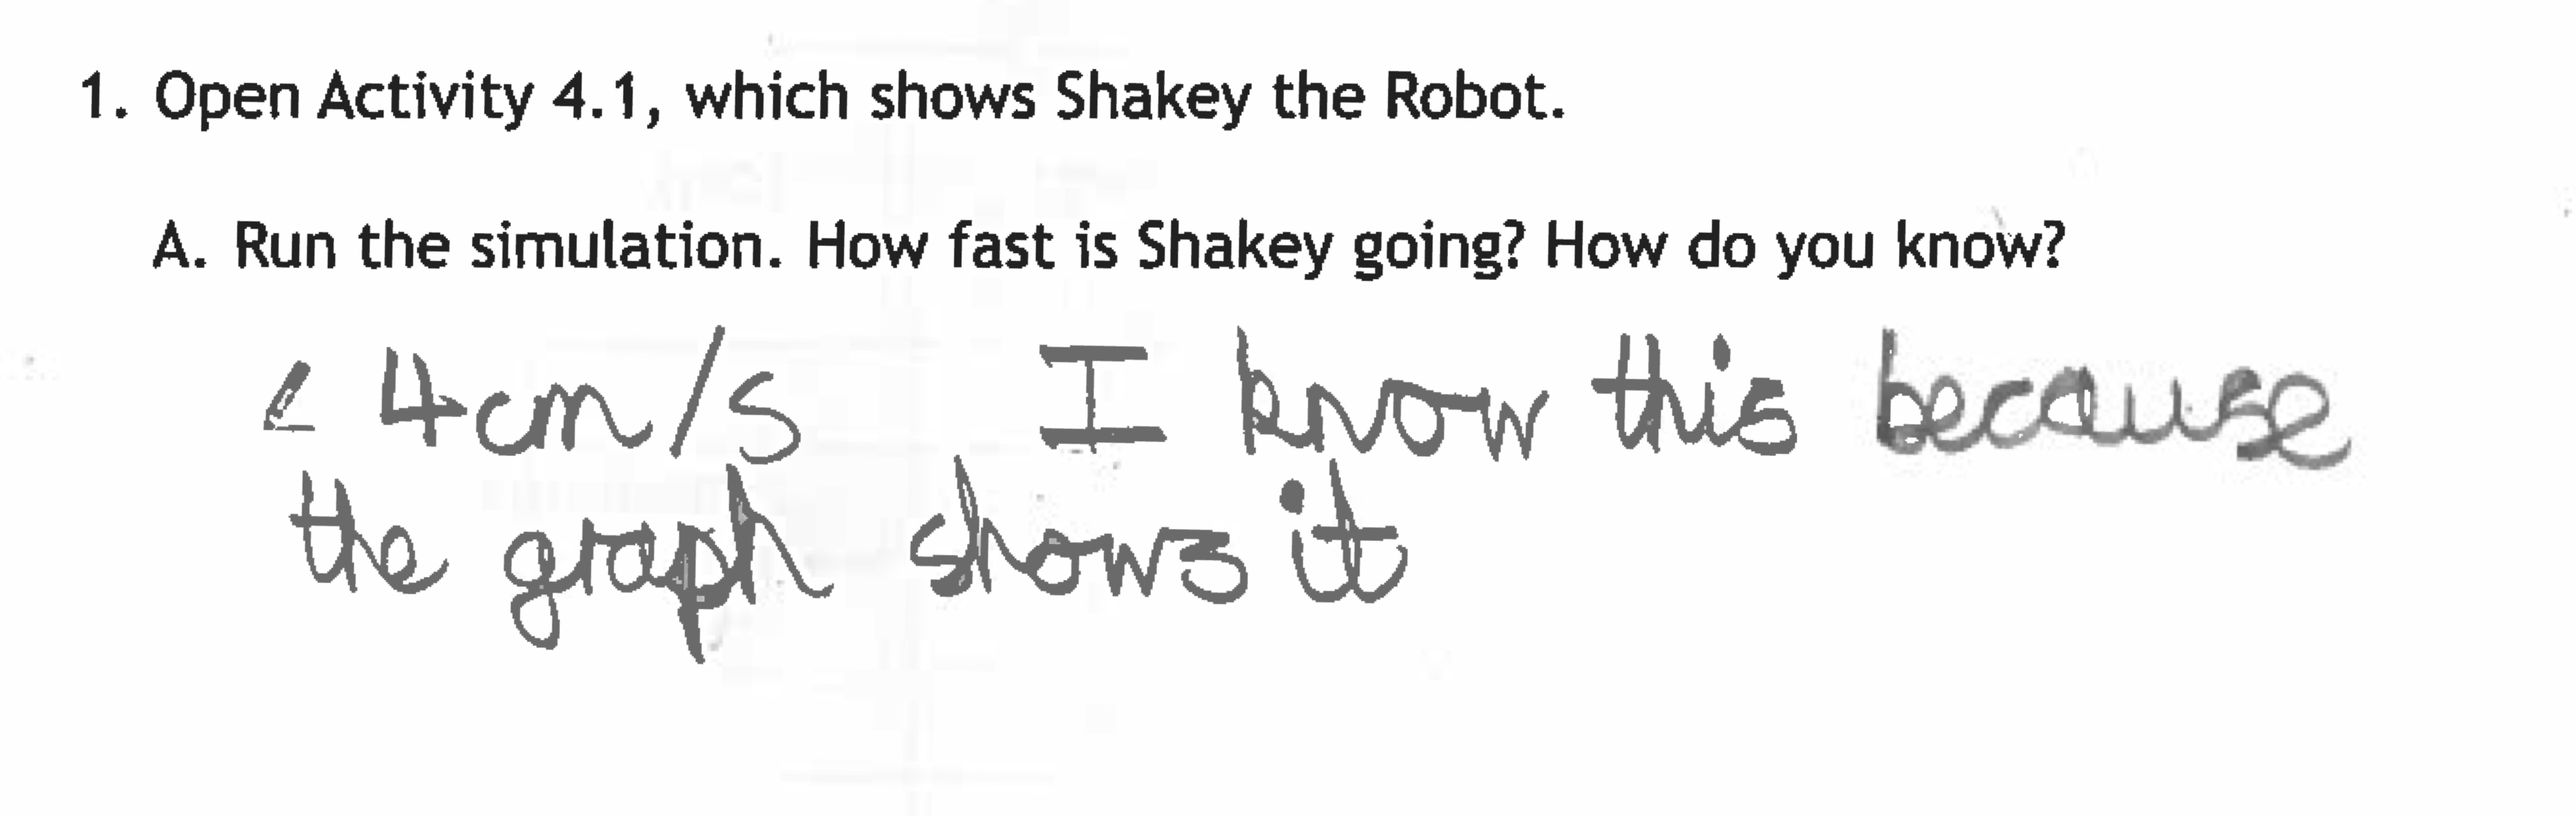 1. Open Activity 4.1, which shows Shakey the Robot.
A. Run the simulation. How fast is Shakey going? How do you know?
4cm/s I know this because
the graph shows it